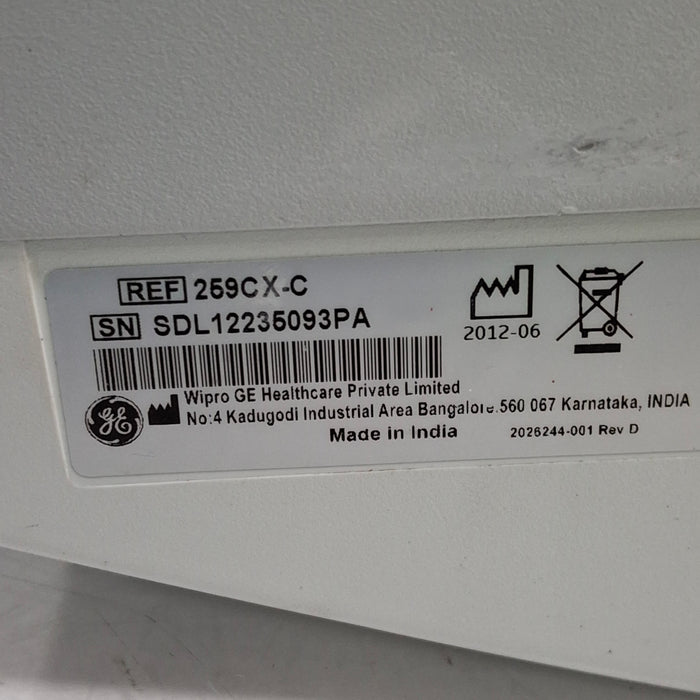 REF 259CX-C
SN SDL12235093PA
2012-06
Wipro GE Healthcare Private Limited
No:4 Kadugodi Industrial Area Bangalore.560 067 Karnataka, INDIA
Made in India
2026244-001 Rev D
GE